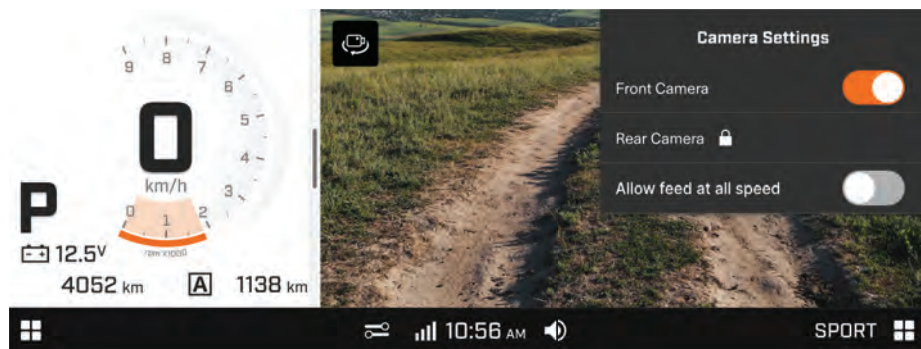 9 8 7
6
5
4
3
0 1 2
0
km/h
rpm x1000
P
12.5V
4052 km A 1138 km
Camera Settings
Front Camera
Rear Camera
Allow feed at all speed
10:56 AM
SPORT